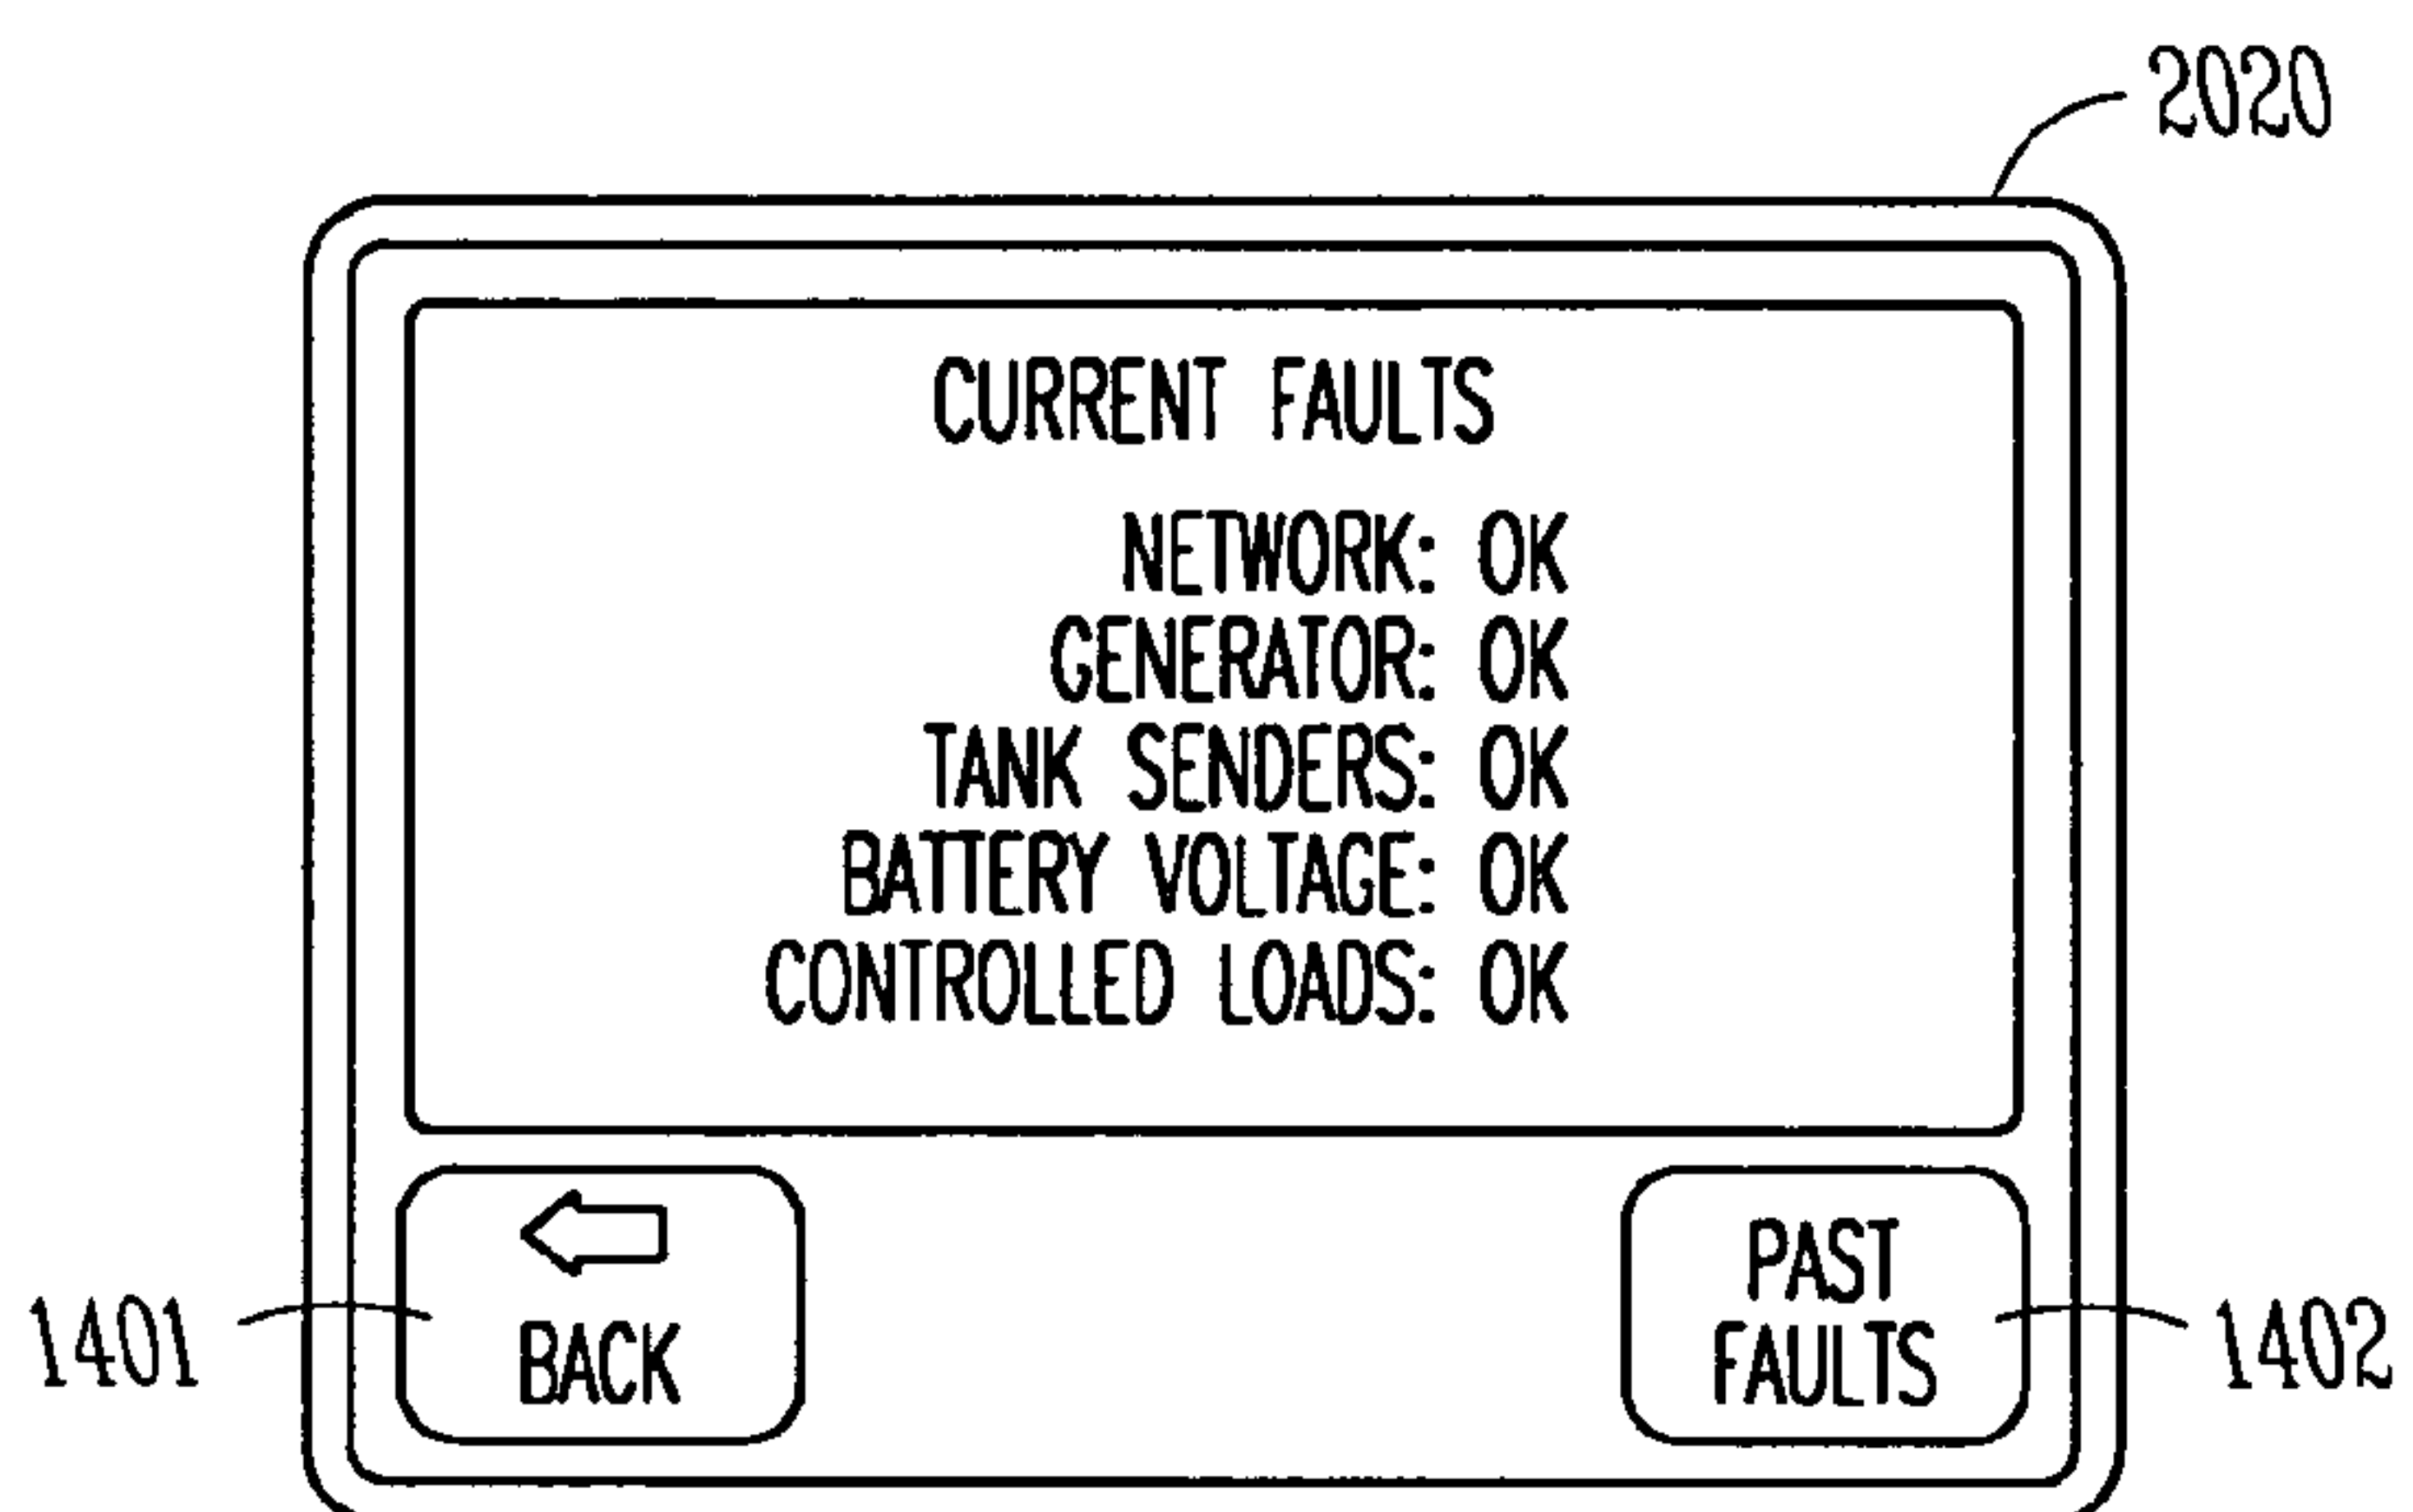 2020
CURRENT FAULTS
NETWORK: OK
GENERATOR: OK
TANK SENDERS: OK
BATTERY VOLTAGE: OK
CONTROLLED LOADS: OK
1401
BACK
PAST
FAULTS
1402